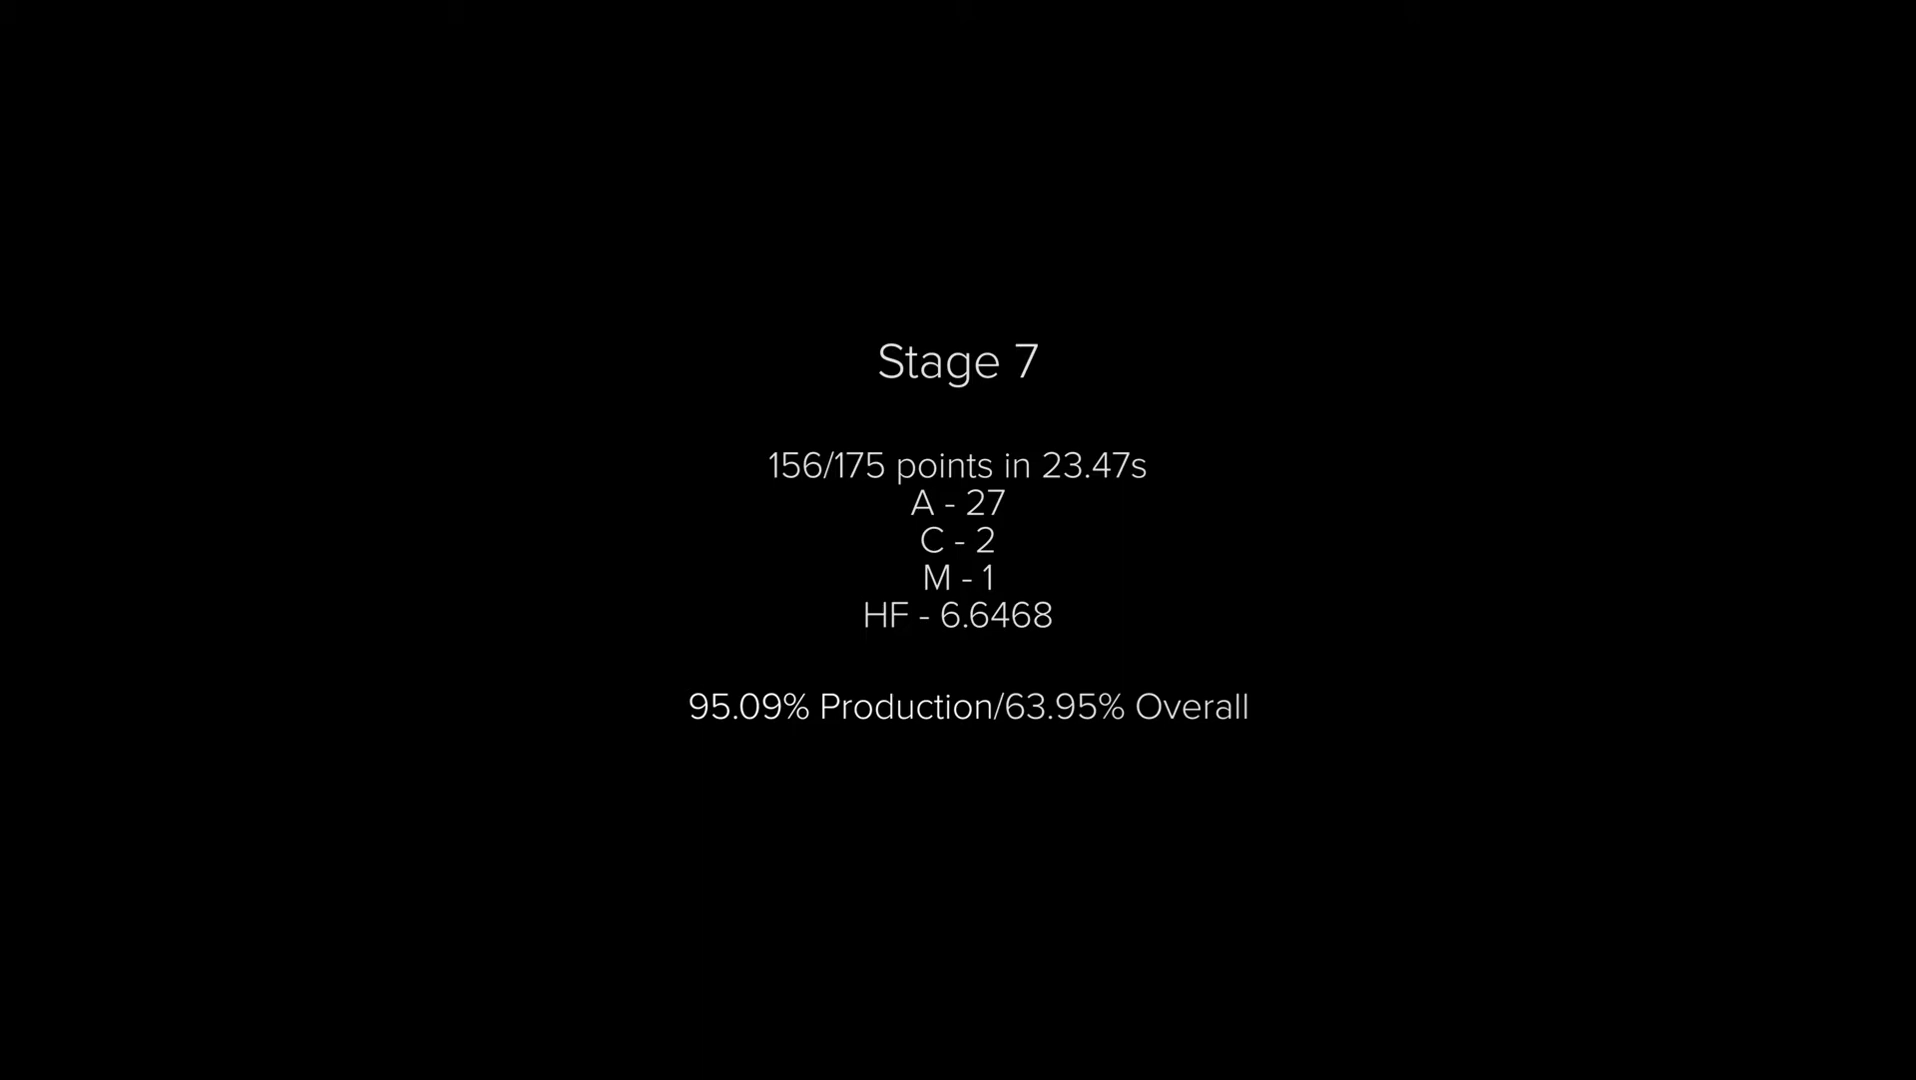 Stage 7
156/175 points in 23.47s
A - 27
C - 2
M - 1
HF - 6.6468
95.09% Production/63.95% Overall